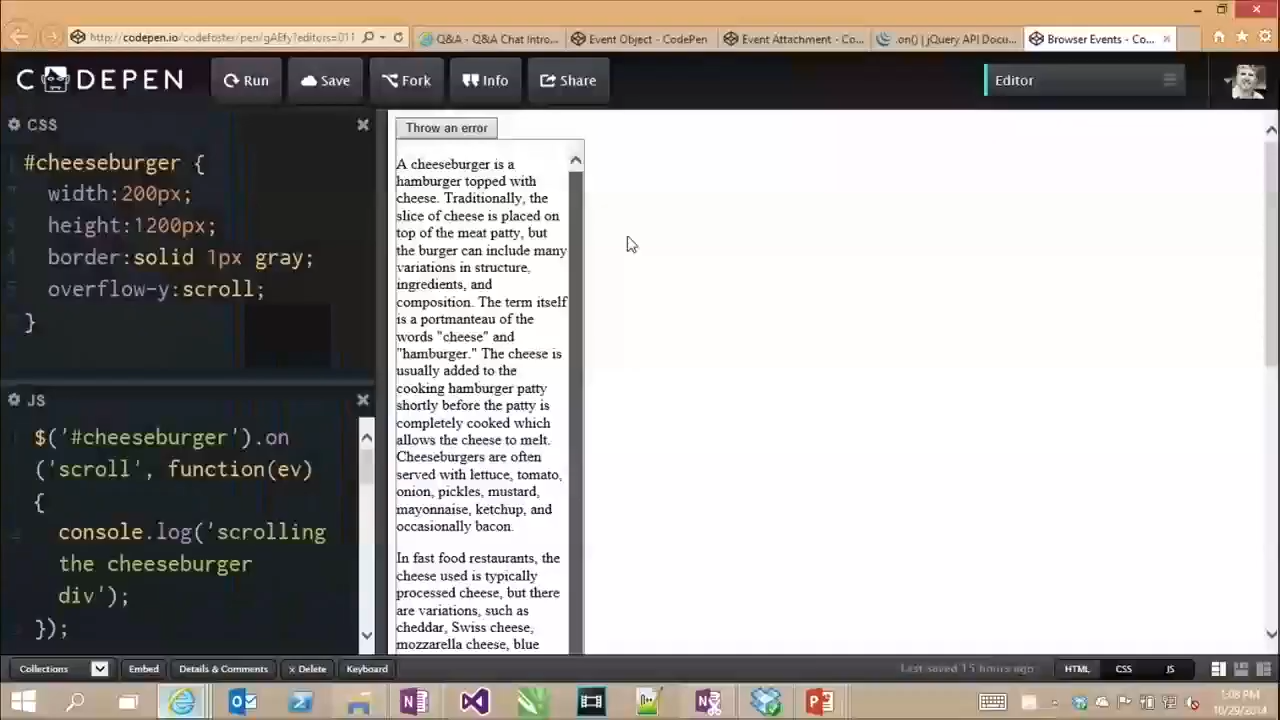 http://codepen.io/codefoster/pen/gAEfy?editors=011
Q&A - Q&A Chat Intro...
Event Object - CodePen
Event Attachment - Co...
.on() | jQuery API Docu...
Browser Events - Co...
CODEPEN
Run
Save
Fork
Info
Share
Editor
CSS
#cheeseburger {
width:200px;
height:1200px;
border:solid 1px gray;
overflow-y:scroll;
}
JS
$('#cheeseburger').on
('scroll', function(ev)
{
console.log('scrolling
the cheeseburger
div');
});
Throw an error
A cheeseburger is a
hamburger topped with
cheese. Traditionally, the
slice of cheese is placed on
top of the meat patty, but
the burger can include many
variations in structure,
ingredients, and
composition. The term itself
is a portmanteau of the
words "cheese" and
"hamburger." The cheese is
usually added to the
cooking hamburger patty
shortly before the patty is
completely cooked which
allows the cheese to melt.
Cheeseburgers are often
served with lettuce, tomato,
onion, pickles, mustard,
mayonnaise, ketchup, and
occasionally bacon.
In fast food restaurants, the
cheese used is typically
processed cheese, but there
are variations, such as
cheddar, Swiss cheese,
mozzarella cheese, blue
Collections
Embed
Details & Comments
× Delete
Keyboard
Last saved 15 hours ago
HTML
CSS
JS
1:08 PM
10/29/2014